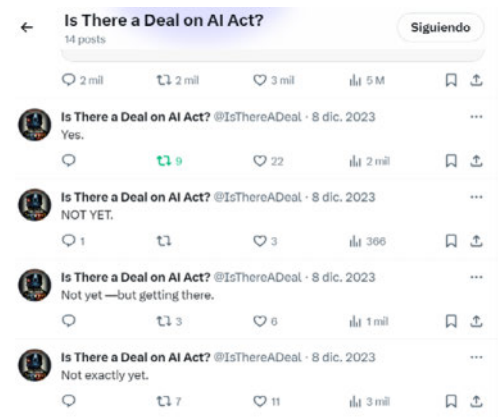 Is There a Deal on AI Act?
14 posts
Siguiendo
2 mil 2 mil 3 mil 5 M
Is There a Deal on AI Act? @IsThereADeal · 8 dic. 2023
Yes.
9 22 2 mil
Is There a Deal on AI Act? @IsThereADeal · 8 dic. 2023
NOT YET.
1 3 366
Is There a Deal on AI Act? @IsThereADeal · 8 dic. 2023
Not yet —but getting there.
3 6 1 mil
Is There a Deal on AI Act? @IsThereADeal · 8 dic. 2023
Not exactly yet.
7 11 3 mil